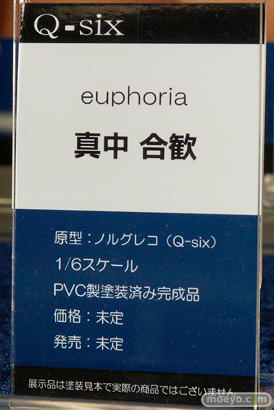 Q-six
euphoria
真中 合歓
原型：ノルグレコ（Q-six）
1/6スケール
PVC製塗装済み完成品
価格：未定
発売：未定
展示品は塗装見本で実際の商品ではございません
moeyo.com